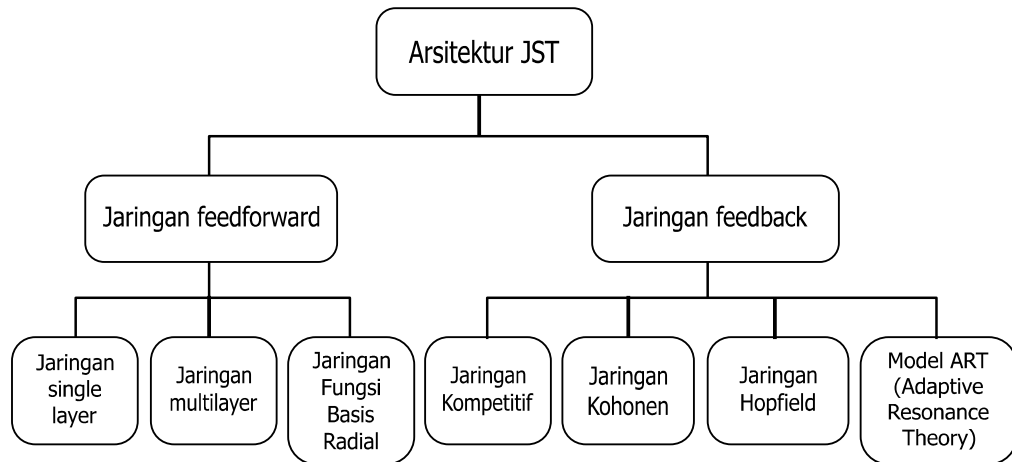 Arsitektur JST
Jaringan feedforward
Jaringan feedback
Jaringan
single
layer
Jaringan
multilayer
Jaringan
Fungsi
Basis
Radial
Jaringan
Kompetitif
Jaringan
Kohonen
Jaringan
Hopfield
Model ART
(Adaptive
Resonance
Theory)